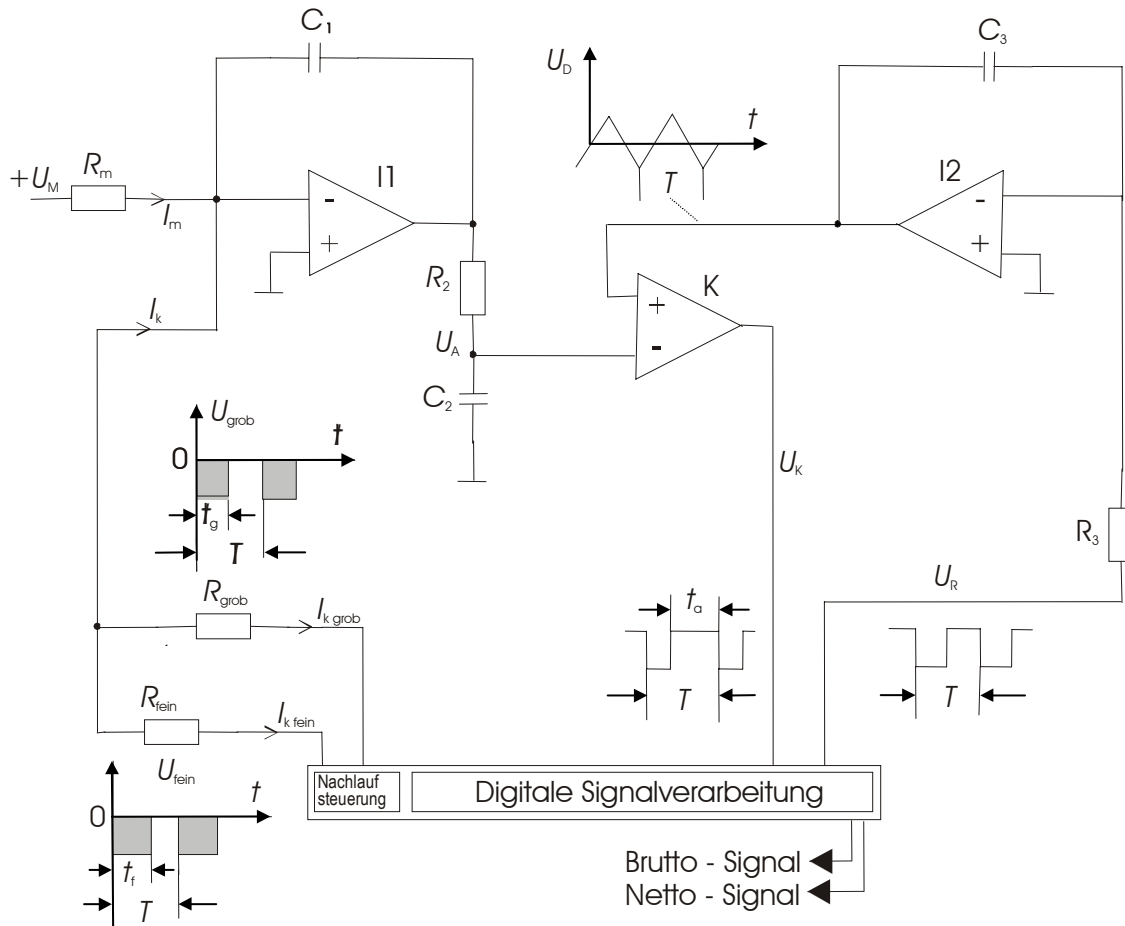 C1
C3
UD
t
Rm
+UM
Im
-
+
I1
I2
-
+
T
R2
K
+
-
Ik
UA
C2
Ugrob
t
0
UK
tg
T
R3
Rgrob
Ik grob
ta
UR
T
T
Rfein
Ik fein
Ufein
t
0
Nachlauf
steuerung
Digitale Signalverarbeitung
tf
T
Brutto - Signal
Netto - Signal